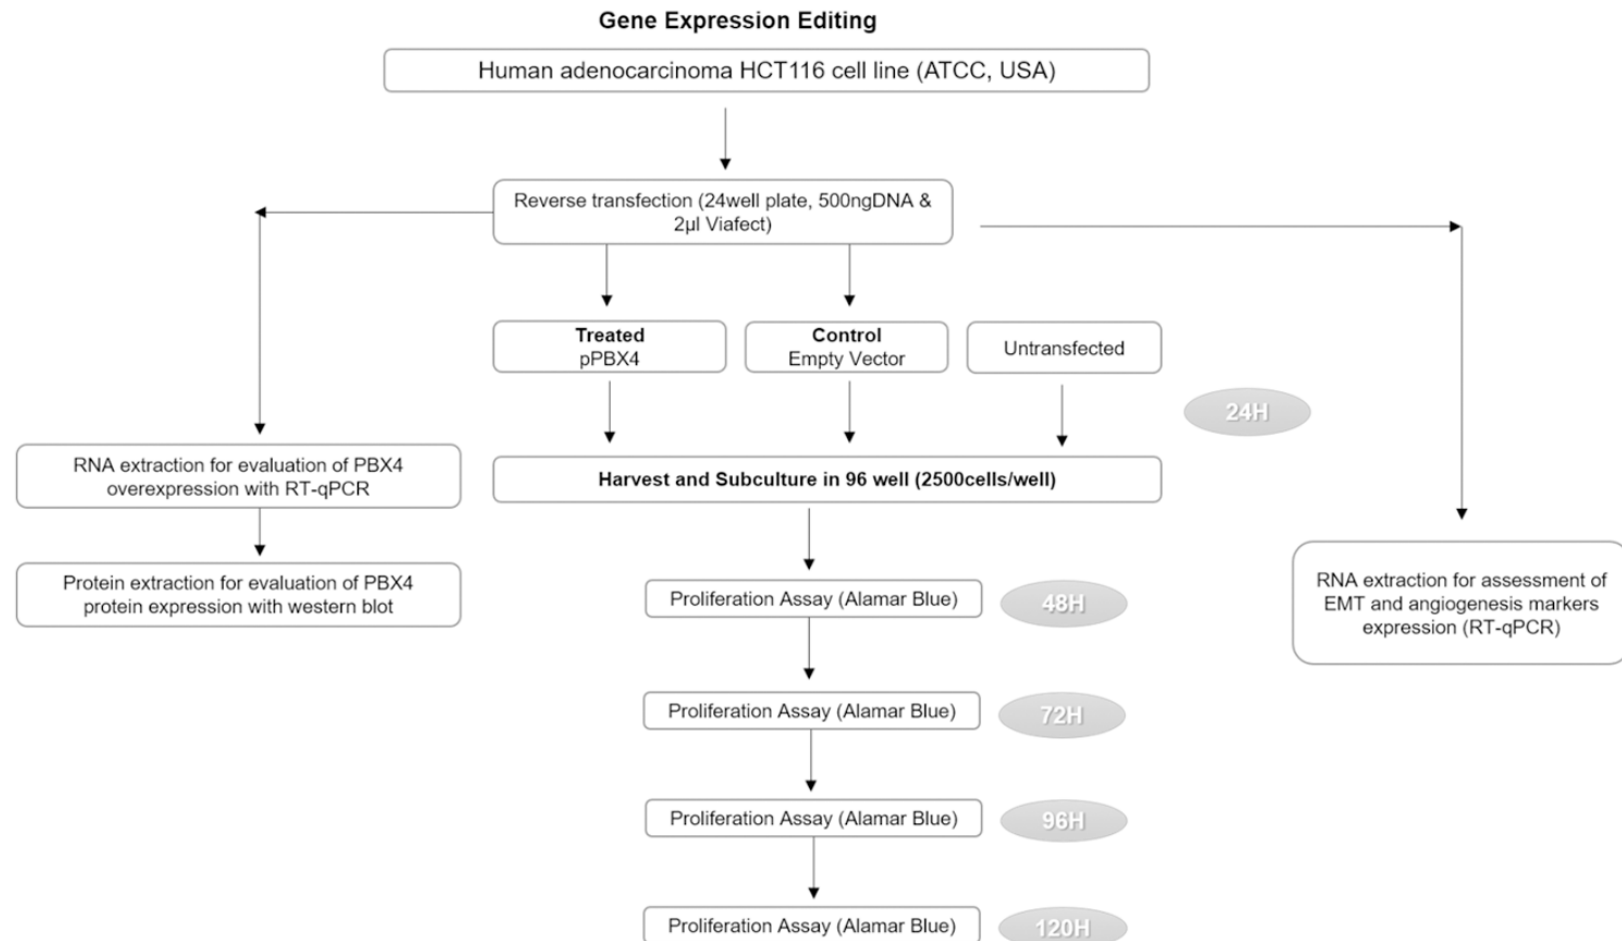 Gene Expression Editing
Human adenocarcinoma HCT116 cell line (ATCC, USA)
Reverse transfection (24well plate, 500ngDNA &
2µl Viafect)
Treated
pPBX4
Control
Empty Vector
Untransfected
24H
RNA extraction for evaluation of PBX4
overexpression with RT-qPCR
Harvest and Subculture in 96 well (2500cells/well)
Protein extraction for evaluation of PBX4
protein expression with western blot
RNA extraction for assessment of
EMT and angiogenesis markers
expression (RT-qPCR)
Proliferation Assay (Alamar Blue)
48H
Proliferation Assay (Alamar Blue)
72H
Proliferation Assay (Alamar Blue)
96H
Proliferation Assay (Alamar Blue)
120H